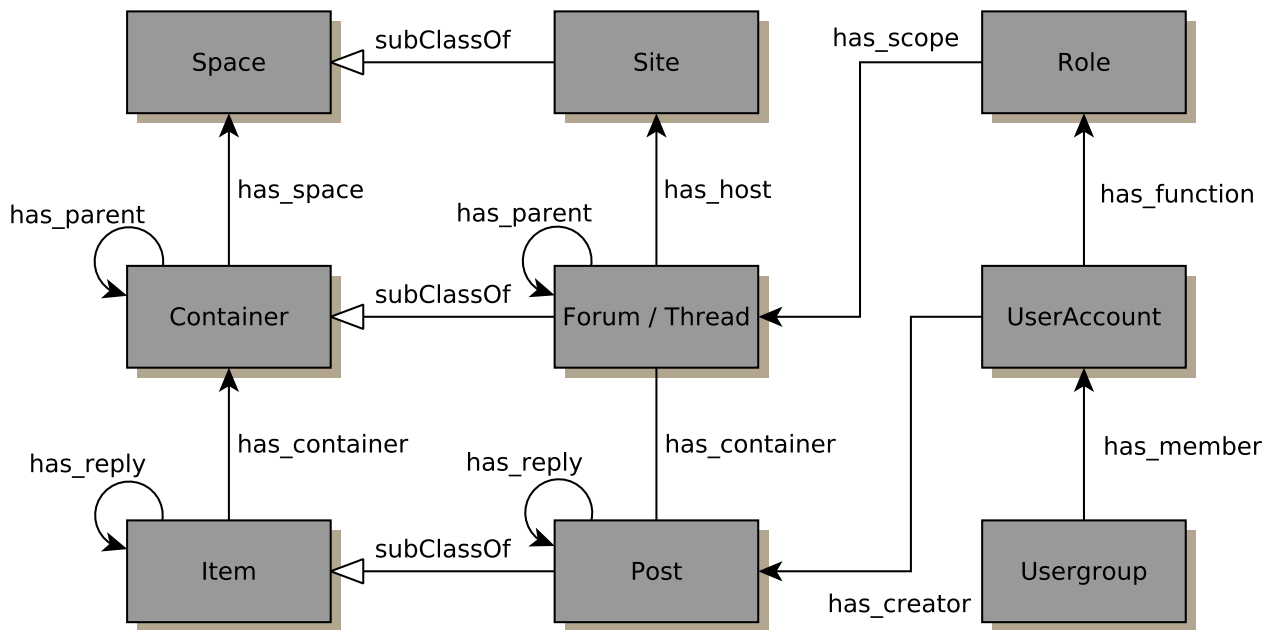 subClassOf
has_scope
Space
Site
Role
has_space
has_host
has_function
has_parent
has_parent
subClassOf
Container
Forum / Thread
UserAccount
has_container
has_container
has_member
has_reply
has_reply
subClassOf
Item
Post
Usergroup
has_creator